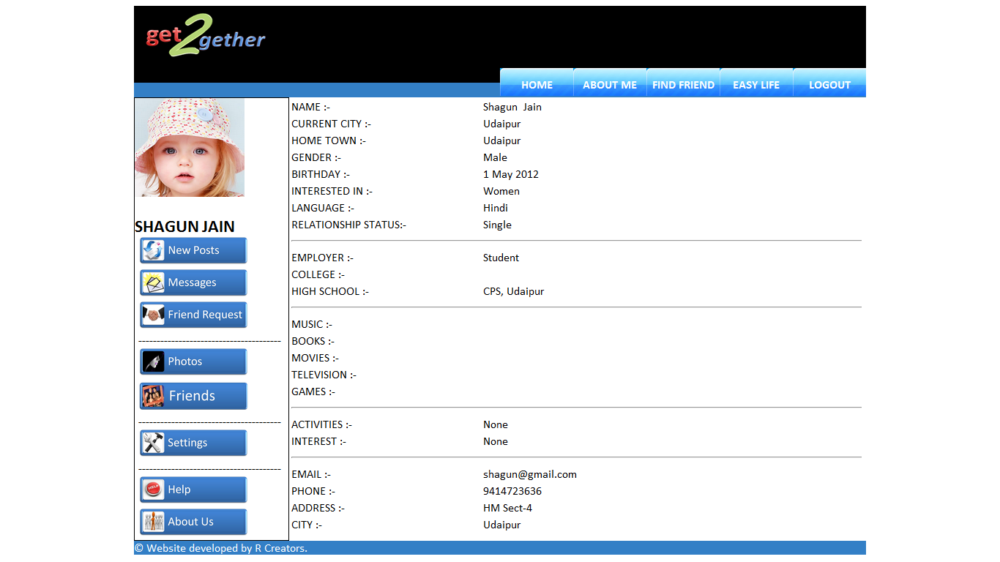 get2gether
HOME ABOUT ME FIND FRIEND EASY LIFE LOGOUT
SHAGUN JAIN
New Posts
Messages
Friend Request
---------------------------------------
Photos
Friends
---------------------------------------
Settings
---------------------------------------
HELP
Help
About Us
NAME :- Shagun Jain
CURRENT CITY :- Udaipur
HOME TOWN :- Udaipur
GENDER :- Male
BIRTHDAY :- 1 May 2012
INTERESTED IN :- Women
LANGUAGE :- Hindi
RELATIONSHIP STATUS:- Single
EMPLOYER :- Student
COLLEGE :-
HIGH SCHOOL :- CPS, Udaipur
MUSIC :-
BOOKS :-
MOVIES :-
TELEVISION :-
GAMES :-
ACTIVITIES :- None
INTEREST :- None
EMAIL :- shagun@gmail.com
PHONE :- 9414723636
ADDRESS :- HM Sect-4
CITY :- Udaipur
© Website developed by R Creators.